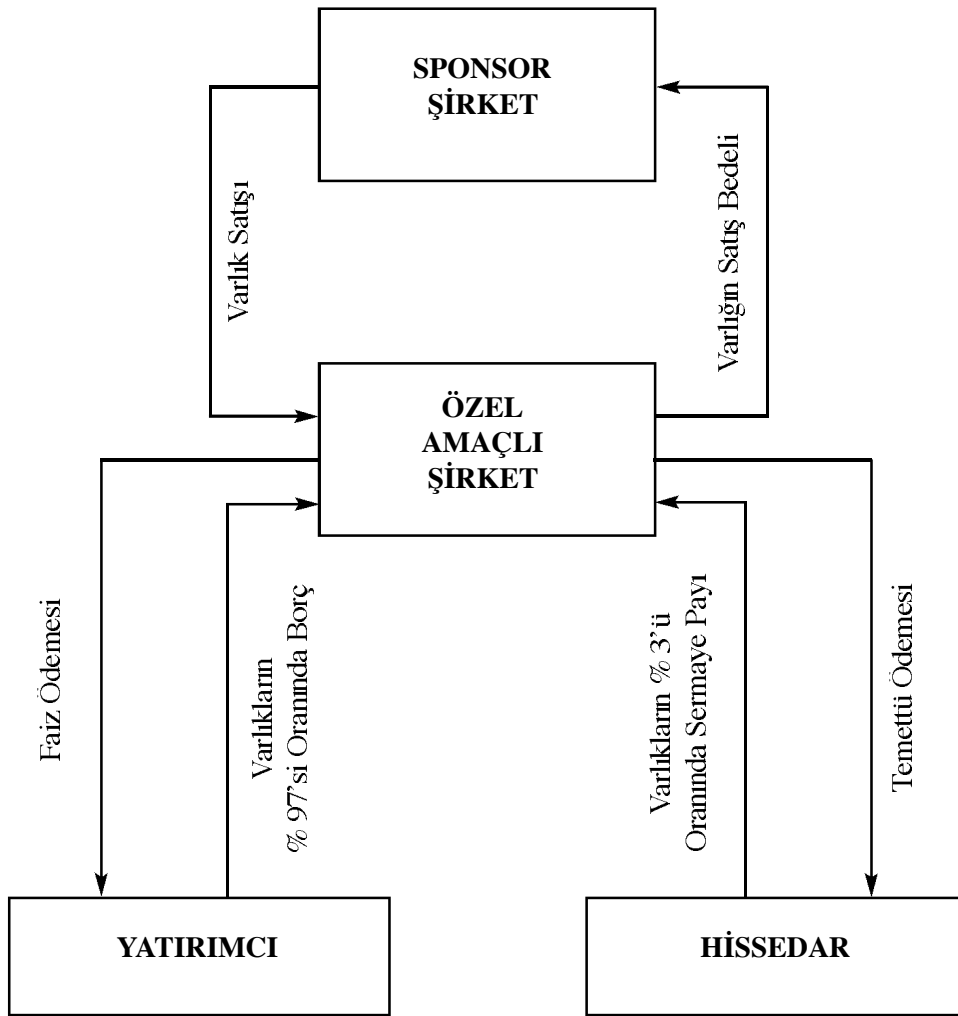 SPONSOR
ŞİRKET
Varlık Satışı
Varlığın Satış Bedeli
ÖZEL
AMAÇLI
ŞİRKET
Faiz Ödemesi
Varlıkların
% 97'si Oranında Borç
Varlıkların % 3'ü
Oranında Sermaye Payı
Temettü Ödemesi
YATIRIMCI
HİSSEDAR